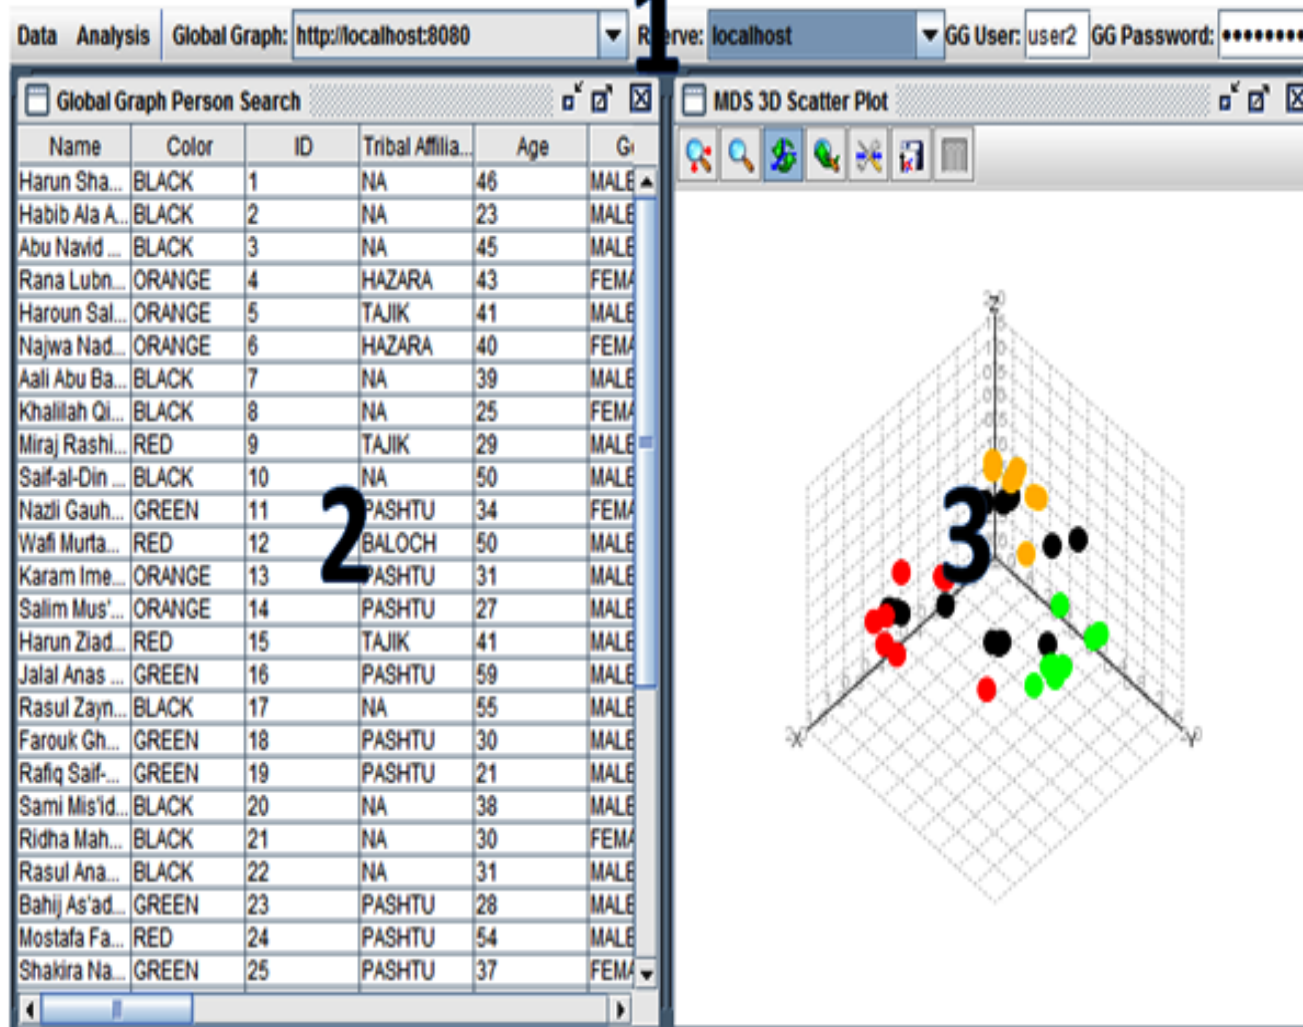 1
Data Analysis Global Graph: http://localhost:8080 Reserve: localhost GG User: user2 GG Password: ••••••••
Global Graph Person Search
Name Color ID Tribal Affilia... Age Ge
Harun Sha... BLACK 1 NA 46 MALE
Habib Ala A... BLACK 2 NA 23 MALE
Abu Navid ... BLACK 3 NA 45 MALE
Rana Lubn... ORANGE 4 HAZARA 43 FEMA
Haroun Sal... ORANGE 5 TAJIK 41 MALE
Najwa Nad... ORANGE 6 HAZARA 40 FEMA
Aali Abu Ba... BLACK 7 NA 39 MALE
Khalilah Qi... BLACK 8 NA 25 FEMA
Miraj Rashi... RED 9 TAJIK 29 MALE
Saif-al-Din ... BLACK 10 NA 50 MALE
Nazli Gauh... GREEN 11 PASHTU 34 FEMA
Wafi Murta... RED 12 BALOCH 50 MALE
Karam Ime... ORANGE 13 PASHTU 31 MALE
Salim Mus'... ORANGE 14 PASHTU 27 MALE
Harun Ziad... RED 15 TAJIK 41 MALE
Jalal Anas ... GREEN 16 PASHTU 59 MALE
Rasul Zayn... BLACK 17 NA 55 MALE
Farouk Gh... GREEN 18 PASHTU 30 MALE
Rafiq Saif-... GREEN 19 PASHTU 21 MALE
Sami Mis'id... BLACK 20 NA 38 MALE
Ridha Mah... BLACK 21 NA 30 FEMA
Rasul Ana... BLACK 22 NA 31 MALE
Bahij As'ad... GREEN 23 PASHTU 28 MALE
Mostafa Fa... RED 24 PASHTU 54 MALE
Shakira Na... GREEN 25 PASHTU 37 FEMA
2
MDS 3D Scatter Plot
Z
3
X
Y